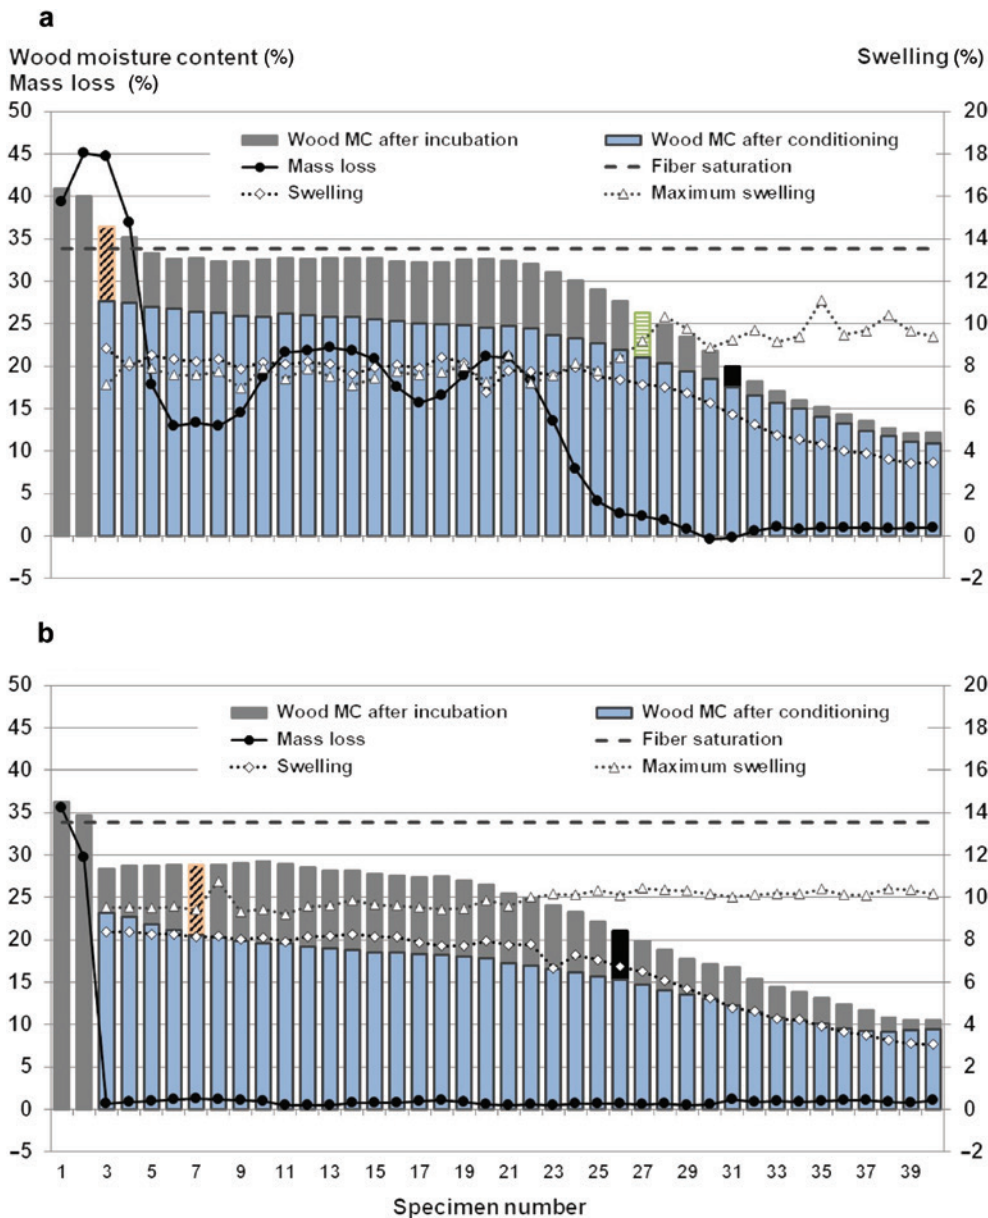 a
Wood moisture content (%)
Mass loss (%)
Swelling (%)
50
45
40
35
30
25
20
15
10
5
0
–5
Wood MC after incubation
Wood MC after conditioning
Mass loss
Fiber saturation
Swelling
Maximum swelling
20
18
16
14
12
10
8
6
4
2
0
–2
b
50
45
40
35
30
25
20
15
10
5
0
–5
Wood MC after incubation
Wood MC after conditioning
Mass loss
Fiber saturation
Swelling
Maximum swelling
20
18
16
14
12
10
8
6
4
2
0
–2
1 3 5 7 9 11 13 15 17 19 21 23 25 27 29 31 33 35 37 39
Specimen number